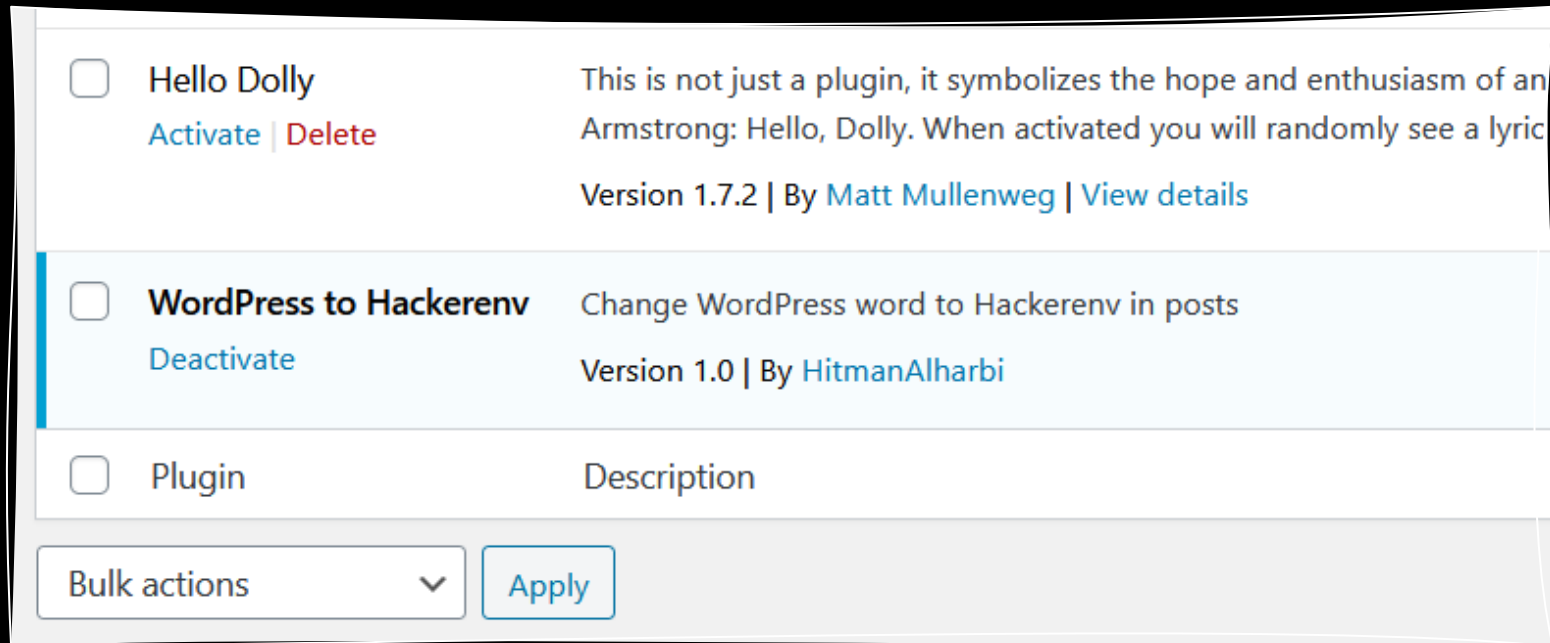 Hello Dolly
This is not just a plugin, it symbolizes the hope and enthusiasm of an
Activate | Delete
Armstrong: Hello, Dolly. When activated you will randomly see a lyric
Version 1.7.2 | By Matt Mullenweg | View details
WordPress to Hackerenv
Change WordPress word to Hackerenv in posts
Deactivate
Version 1.0 | By HitmanAlharbi
Plugin
Description
Bulk actions
Apply